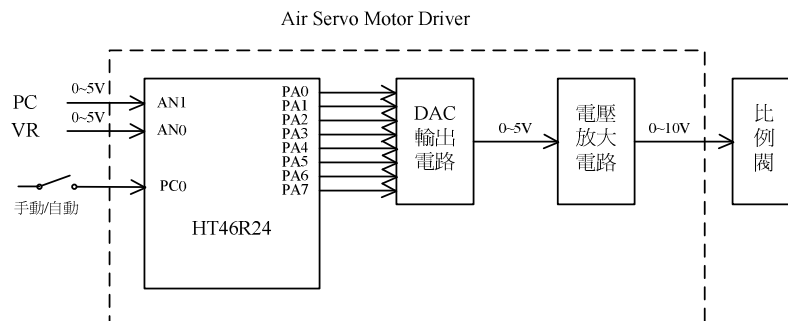 Air Servo Motor Driver
PC
0~5V
AN1
VR
0~5V
AN0
手動/自動
PC0
HT46R24
PA0
PA1
PA2
PA3
PA4
PA5
PA6
PA7
DAC
輸出
電路
0~5V
電壓
放大
電路
0~10V
比
例
閥